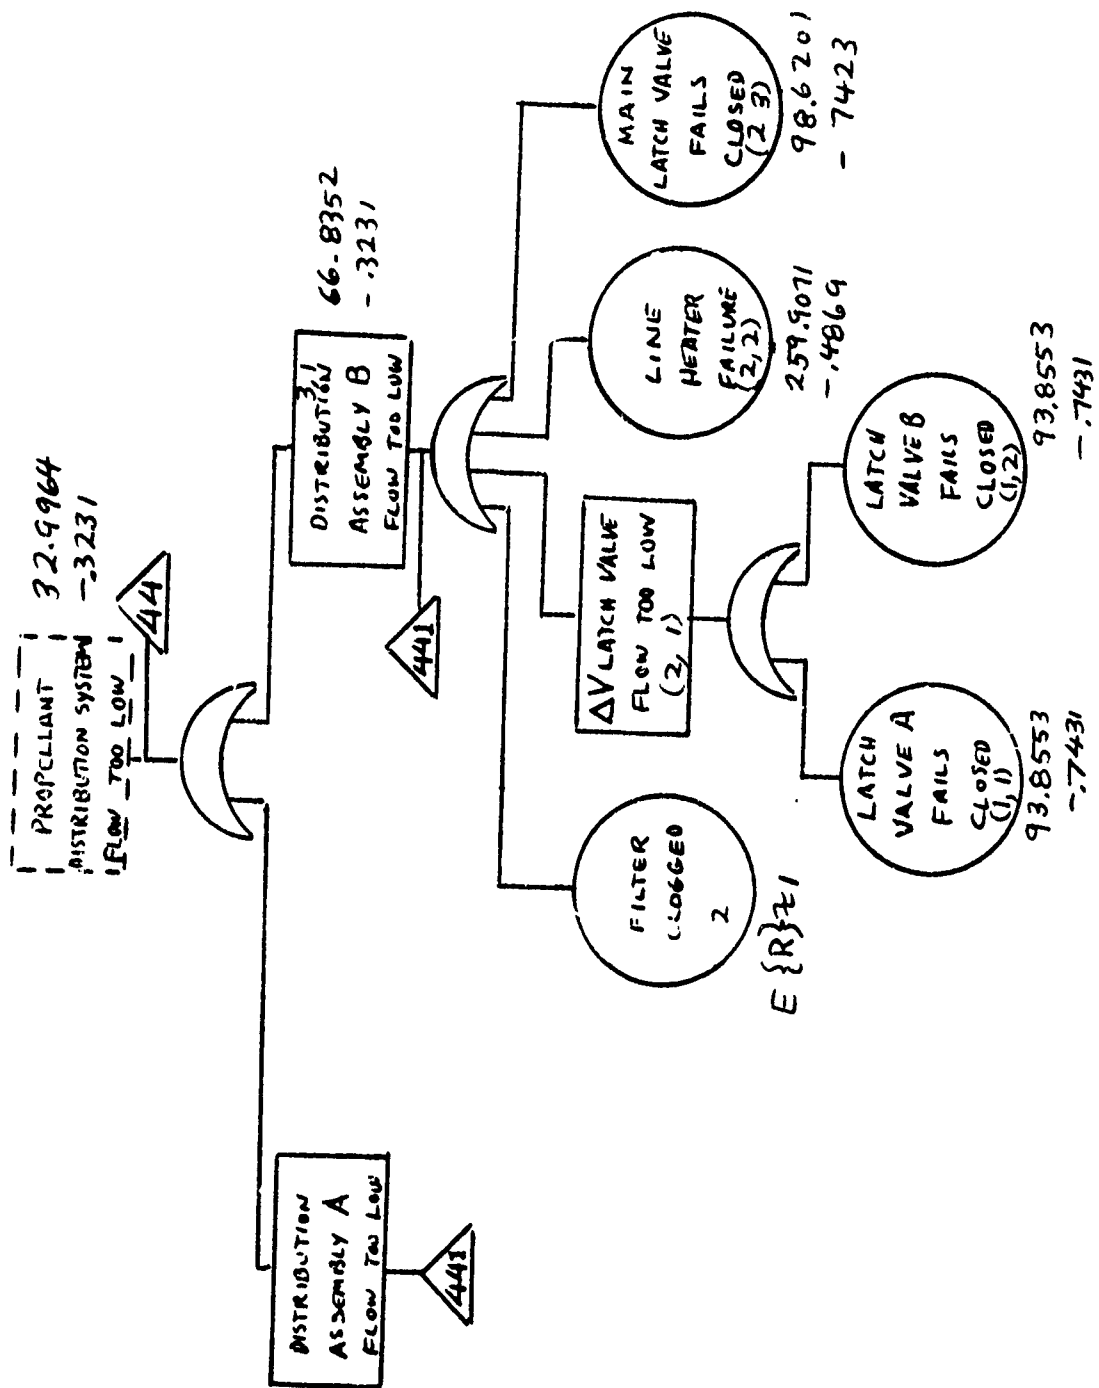 PROPELLANT
DISTRIBUTION SYSTEM
FLOW TOO LOW
32.9964
-.3231
44
DISTRIBUTION
ASSEMBLY A
FLOW TOO LOW
441
3,1
DISTRIBUTION
ASSEMBLY B
FLOW TOO LOW
66.8352
-.3231
441
FILTER
CLOGGED
2
E {R}≈1
ΔV LATCH VALVE
FLOW TOO LOW
(2, 1)
LINE
HEATER
FAILURE
(2,2)
259.9071
-.4869
MAIN
LATCH VALVE
FAILS
CLOSED
(2 3)
98.6201
-.7423
LATCH
VALVE A
FAILS
CLOSED
(1,1)
93.8553
-.7431
LATCH
VALVE B
FAILS
CLOSED
(1,2)
93.8553
-.7431